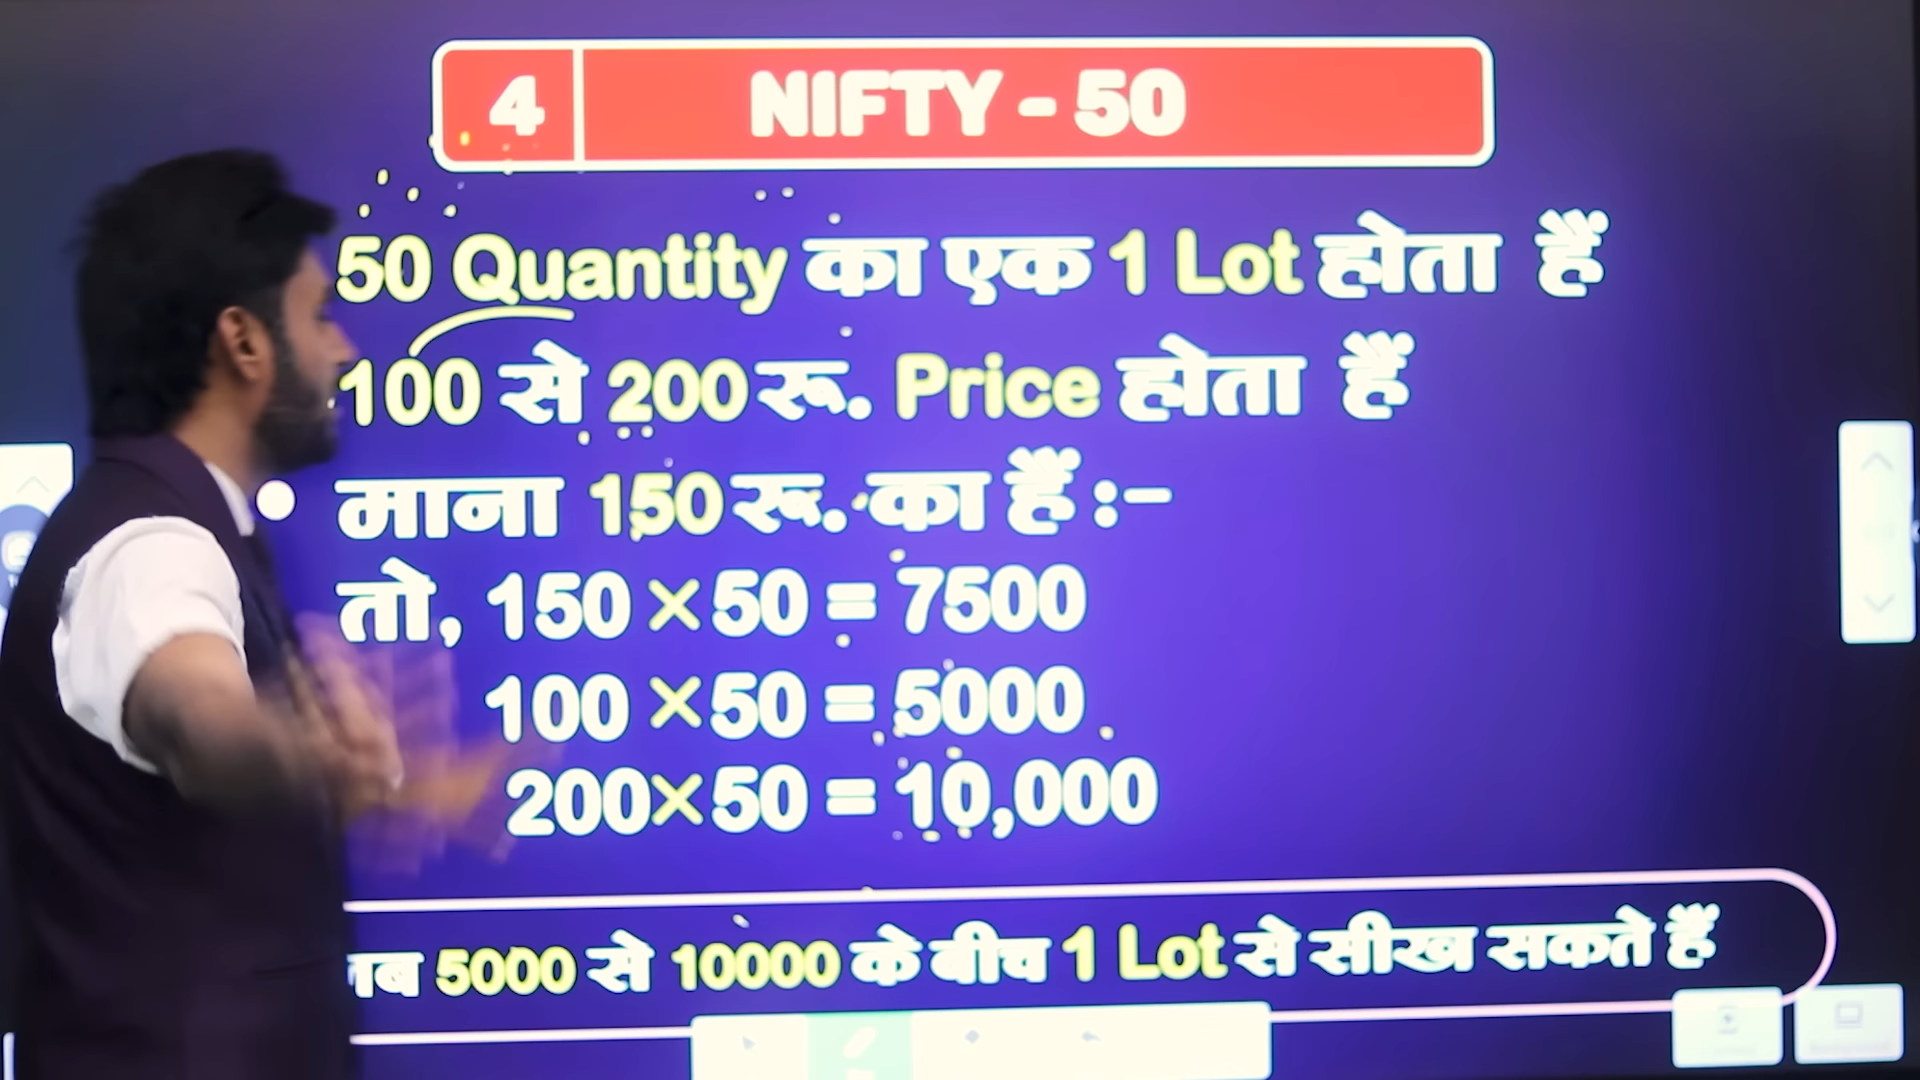 4 NIFTY - 50
50 Quantity का एक 1 Lot होता हैं
100 से 200 रू. Price होता हैं
• माना 150 रू. का हैं :–
तो, 150 × 50 = 7500
100 × 50 = 5000
200 × 50 = 10,000
5000 से 10000 के बीच 1 Lot से सीख सकते हैं